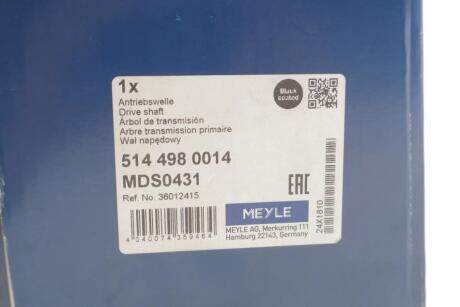 1x
Black coated
Antriebswelle
Drive shaft
Árbol de transmisión
Arbre transmission primaire
Wał napędowy
514 498 0014
MDS0431
Ref. No. 36012415
EAC
MEYLE
4 040074 359464
MEYLE AG, Merkurring 111
Hamburg 22143, Germany
24X1810